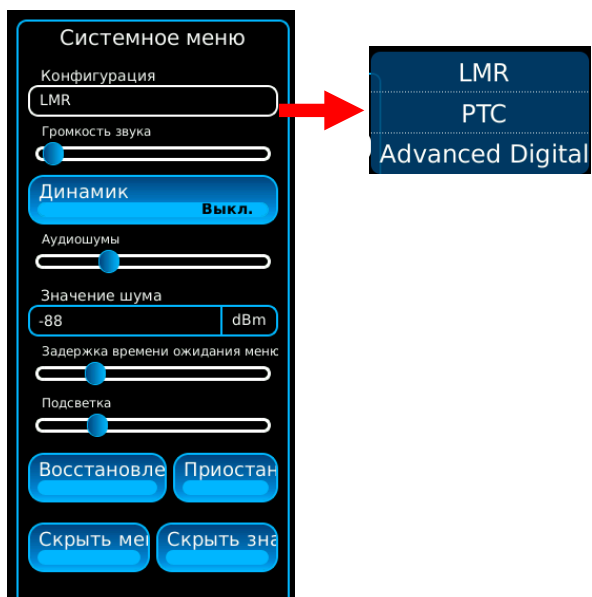 Системное меню
Конфигурация
LMR
Громкость звука
Динамик
Выкл.
Аудиошумы
Значение шума
-88 dBm
Задержка времени ожидания меню
Подсветка
Восстановле Приостан
Скрыть мен Скрыть зна
LMR
PTC
Advanced Digital